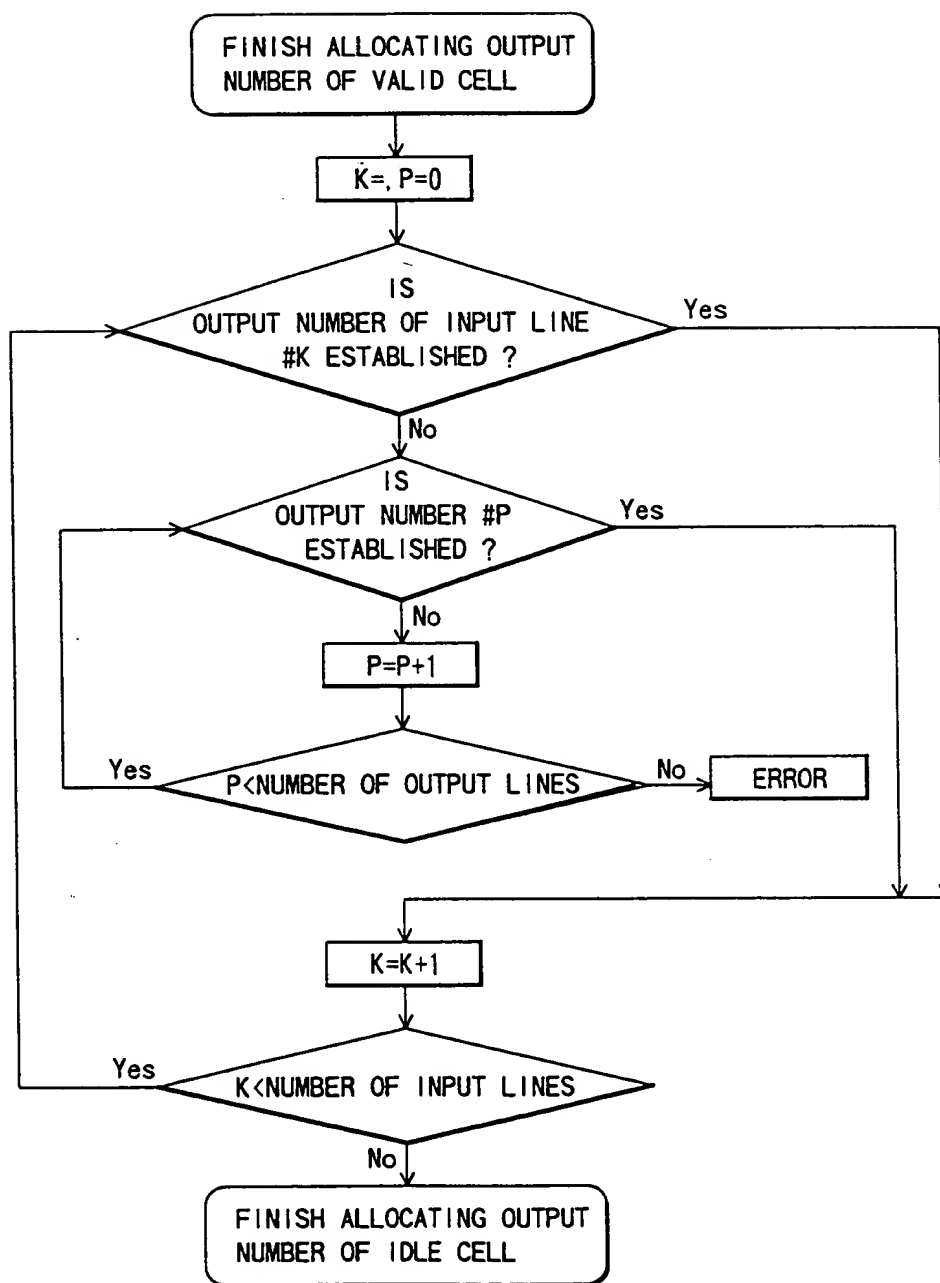 FINISH ALLOCATING OUTPUT
NUMBER OF VALID CELL
K=, P=0
IS
OUTPUT NUMBER OF INPUT LINE
#K ESTABLISHED ?
Yes
No
IS
OUTPUT NUMBER #P
ESTABLISHED ?
Yes
No
P=P+1
P<NUMBER OF OUTPUT LINES
Yes
No
ERROR
K=K+1
K<NUMBER OF INPUT LINES
Yes
No
FINISH ALLOCATING OUTPUT
NUMBER OF IDLE CELL